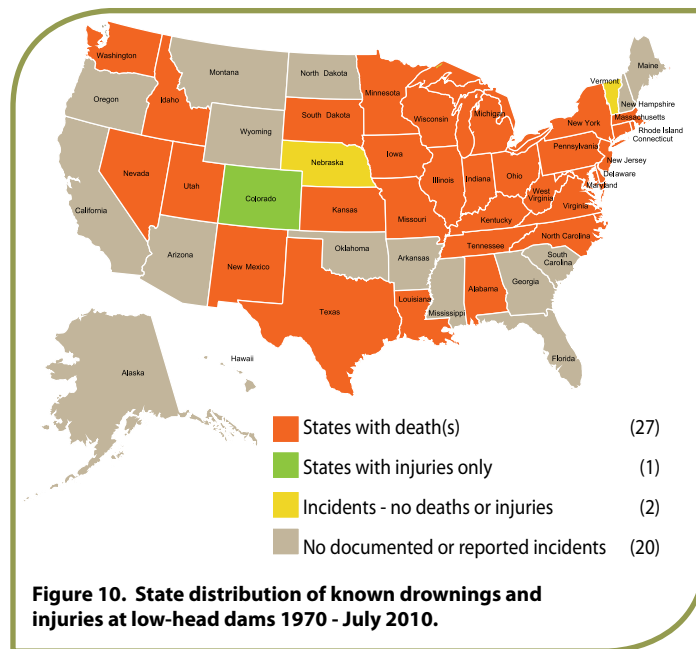 Washington
Montana
North Dakota
Minnesota
Maine
Vermont
Oregon
Idaho
South Dakota
Wisconsin
Michigan
New Hampshire
Massachusetts
New York
Rhode Island
Connecticut
Wyoming
Nebraska
Iowa
Pennsylvania
New Jersey
Delaware
Maryland
Nevada
Utah
Colorado
Kansas
Illinois
Indiana
Ohio
West
Virginia
Virginia
California
Missouri
Kentucky
Arizona
New Mexico
Oklahoma
Arkansas
Tennessee
North Carolina
South
Carolina
Texas
Louisiana
Mississippi
Alabama
Georgia
Florida
Alaska
Hawaii
States with death(s) (27)
States with injuries only (1)
Incidents - no deaths or injuries (2)
No documented or reported incidents (20)
Figure 10. State distribution of known drownings and
injuries at low-head dams 1970 - July 2010.